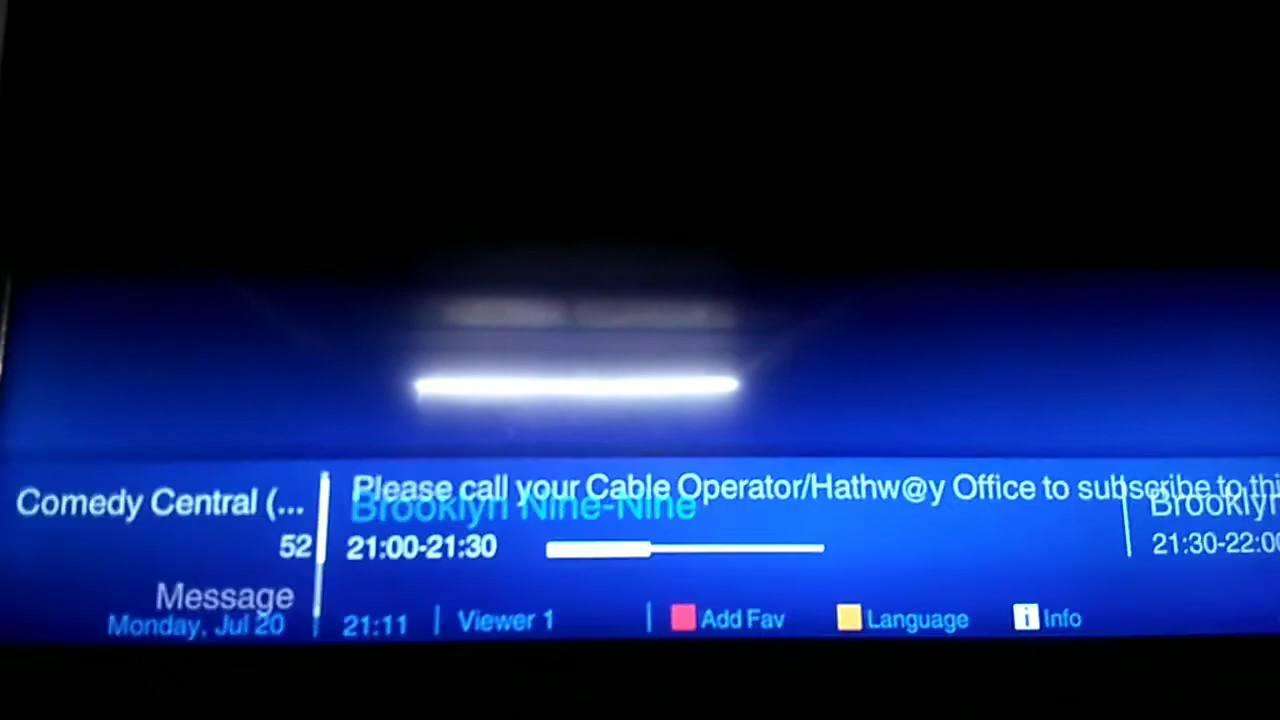 Please call your Cable Operator/Hathw@y Office to subscribe to thi
Comedy Central (... Brooklyn Nine-Nine Brooklyn
52 21:00-21:30 21:30-22:00
Message
Monday, Jul 20 21:11 Viewer 1 Add Fav Language i Info